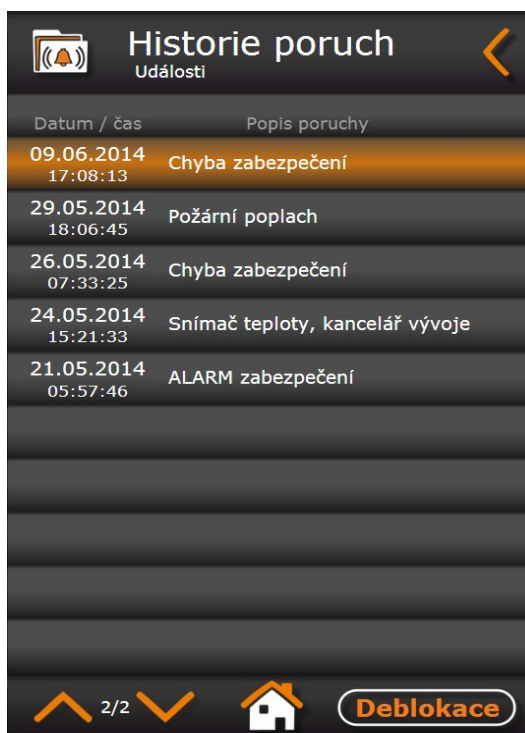 Historie poruch
Události
Datum / čas Popis poruchy
09.06.2014
17:08:13
Chyba zabezpečení
29.05.2014
18:06:45
Požární poplach
26.05.2014
07:33:25
Chyba zabezpečení
24.05.2014
15:21:33
Snímač teploty, kancelář vývoje
21.05.2014
05:57:46
ALARM zabezpečení
2/2
Deblokace